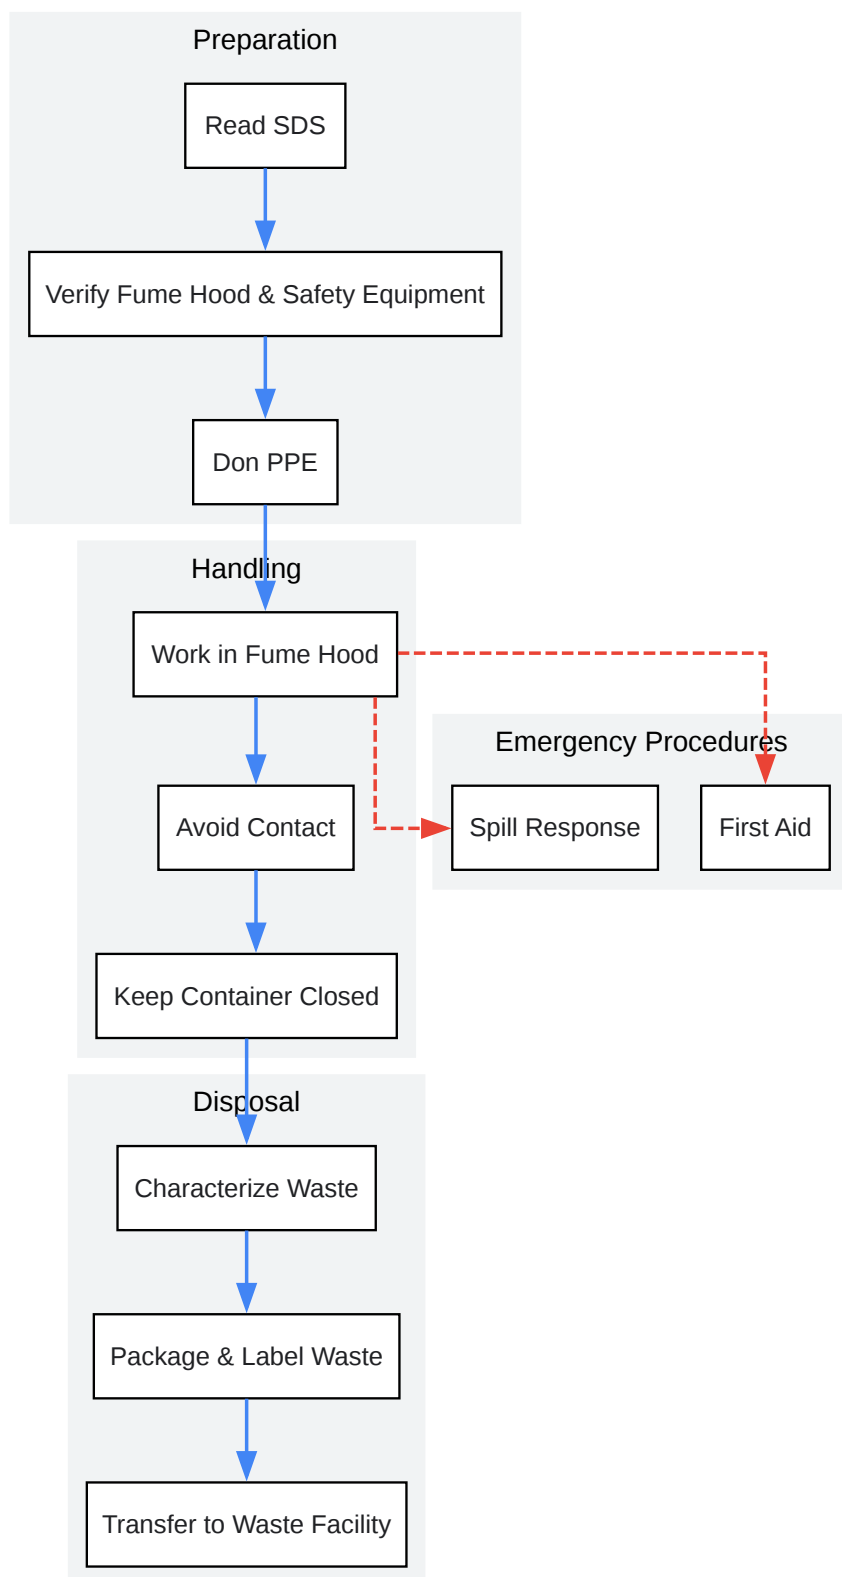 Preparation
Read SDS
Verify Fume Hood & Safety Equipment
Don PPE
Handling
Work in Fume Hood
Emergency Procedures
Avoid Contact
Spill Response
First Aid
Keep Container Closed
Disposal
Characterize Waste
Package & Label Waste
Transfer to Waste Facility